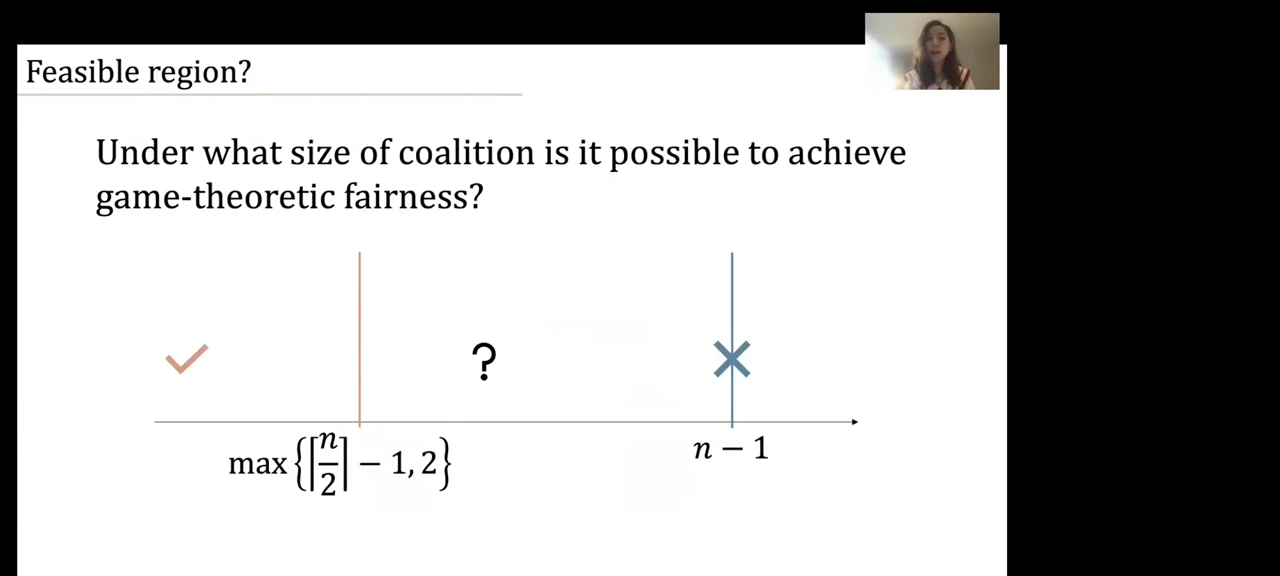 Feasible region?
Under what size of coalition is it possible to achieve
game-theoretic fairness?
?
max{⌈n/2⌉ − 1, 2}
n − 1